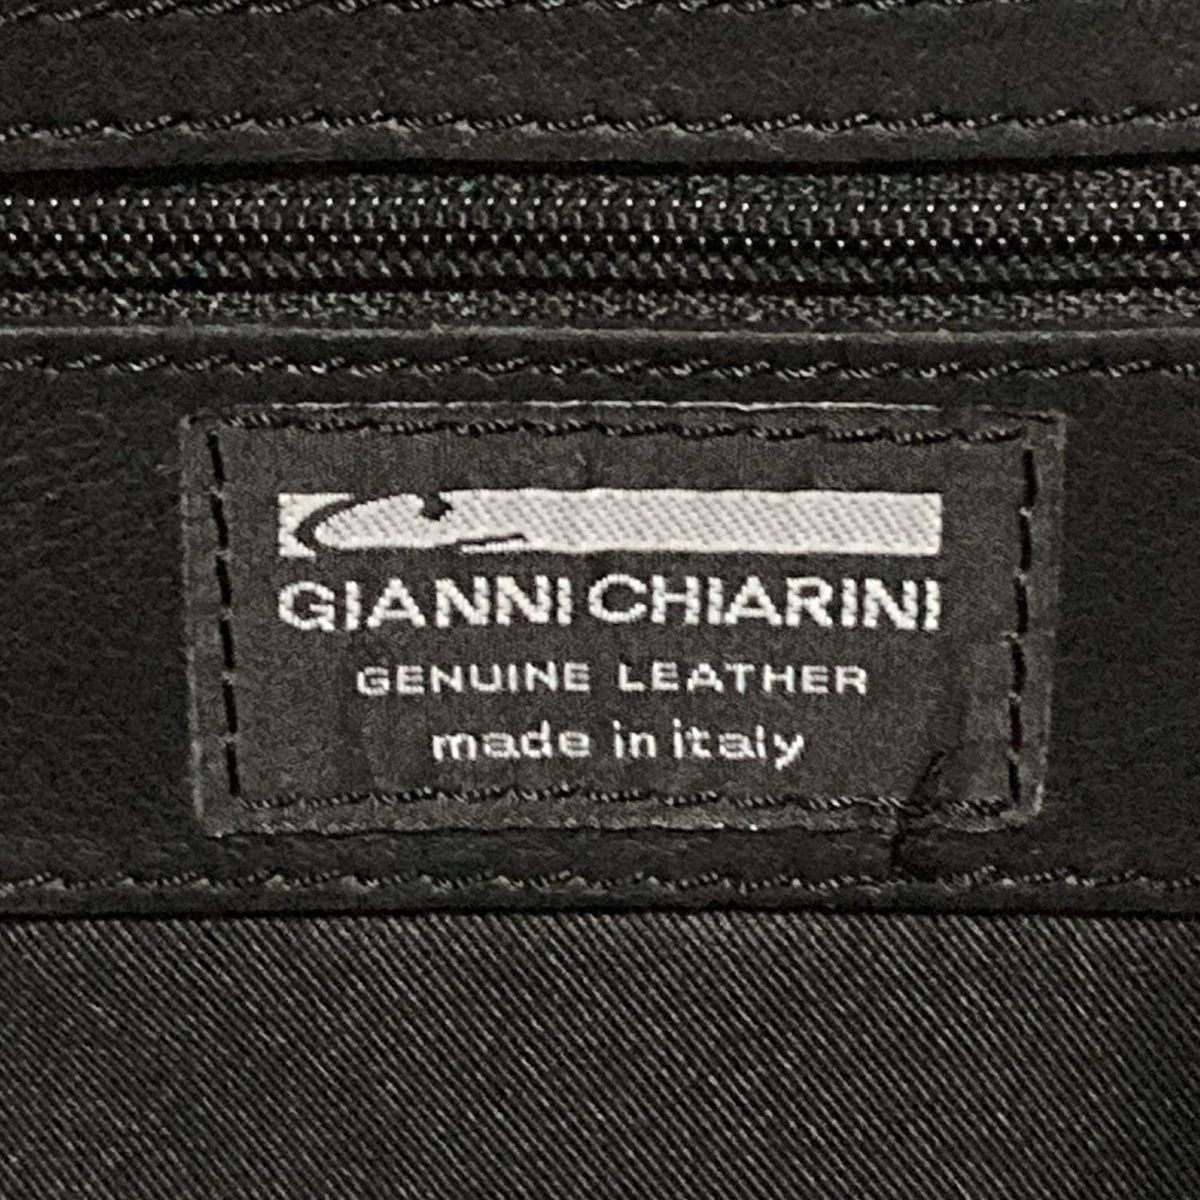 GIANNI CHIARINI
GENUINE LEATHER
made in italy